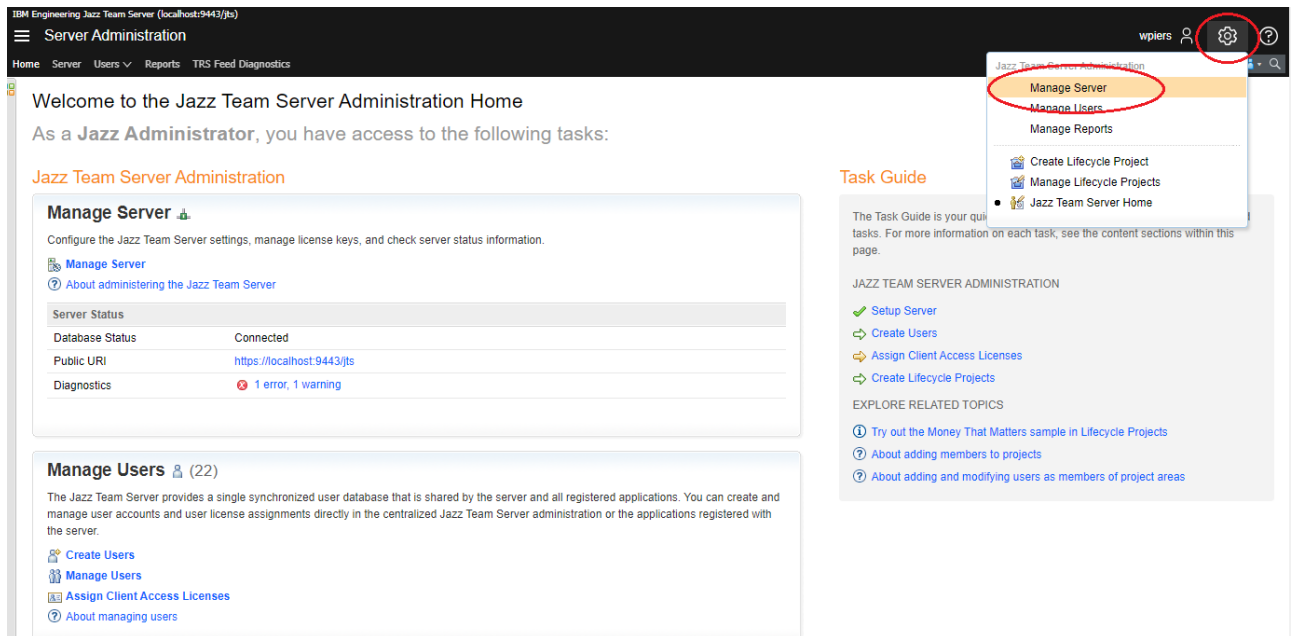 IBM Engineering Jazz Team Server (localhost:9443/jts)
Server Administration
wpiers
Home Server Users Reports TRS Feed Diagnostics
Jazz Team Server Administration
Manage Server
Manage Users
Manage Reports
Create Lifecycle Project
Manage Lifecycle Projects
Jazz Team Server Home
Welcome to the Jazz Team Server Administration Home
As a Jazz Administrator, you have access to the following tasks:
Jazz Team Server Administration
Manage Server
Configure the Jazz Team Server settings, manage license keys, and check server status information.
Manage Server
About administering the Jazz Team Server
Server Status
Database Status Connected
Public URI https://localhost:9443/jts
Diagnostics 1 error, 1 warning
Manage Users (22)
The Jazz Team Server provides a single synchronized user database that is shared by the server and all registered applications. You can create and
manage user accounts and user license assignments directly in the centralized Jazz Team Server administration or the applications registered with
the server.
Create Users
Manage Users
Assign Client Access Licenses
About managing users
Task Guide
The Task Guide is your
tasks. For more information on each task, see the content sections within this
page.
JAZZ TEAM SERVER ADMINISTRATION
Setup Server
Create Users
Assign Client Access Licenses
Create Lifecycle Projects
EXPLORE RELATED TOPICS
Try out the Money That Matters sample in Lifecycle Projects
About adding members to projects
About adding and modifying users as members of project areas